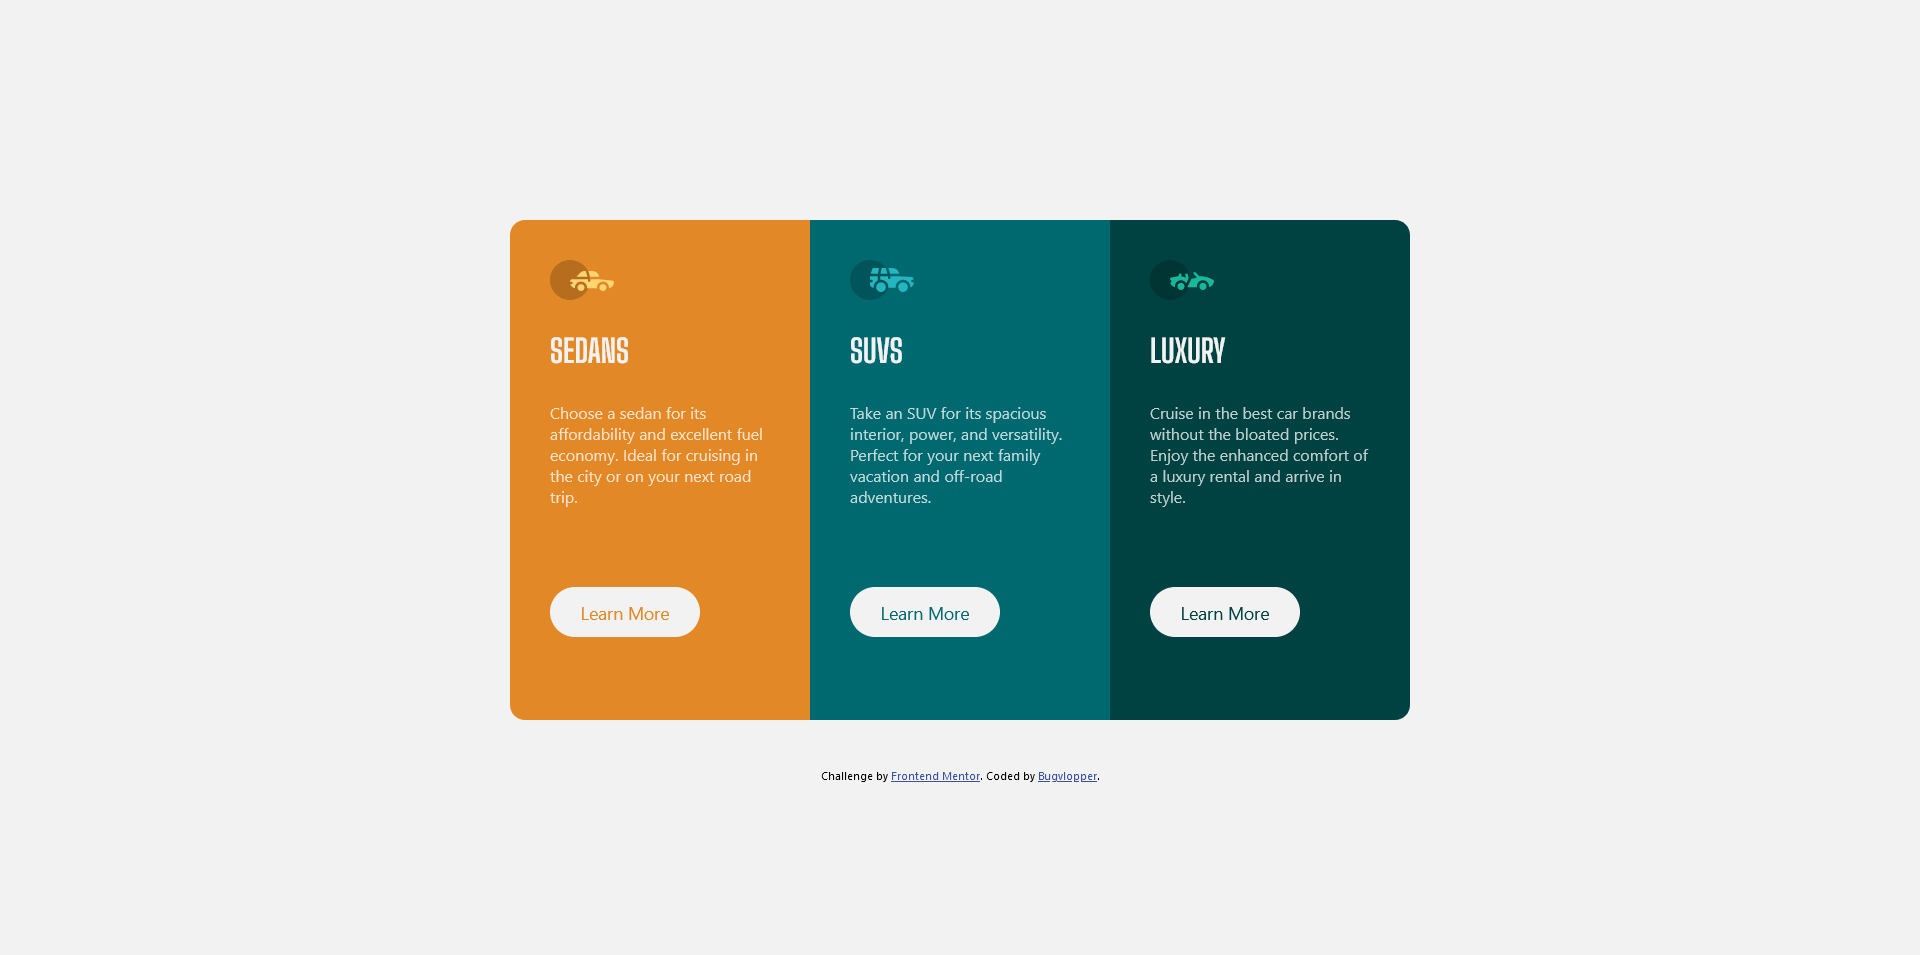 SEDANS
Choose a sedan for its
affordability and excellent fuel
economy. Ideal for cruising in
the city or on your next road
trip.
Learn More
SUVS
Take an SUV for its spacious
interior, power, and versatility.
Perfect for your next family
vacation and off-road
adventures.
Learn More
LUXURY
Cruise in the best car brands
without the bloated prices.
Enjoy the enhanced comfort of
a luxury rental and arrive in
style.
Learn More
Challenge by Frontend Mentor. Coded by Bugvlopper.